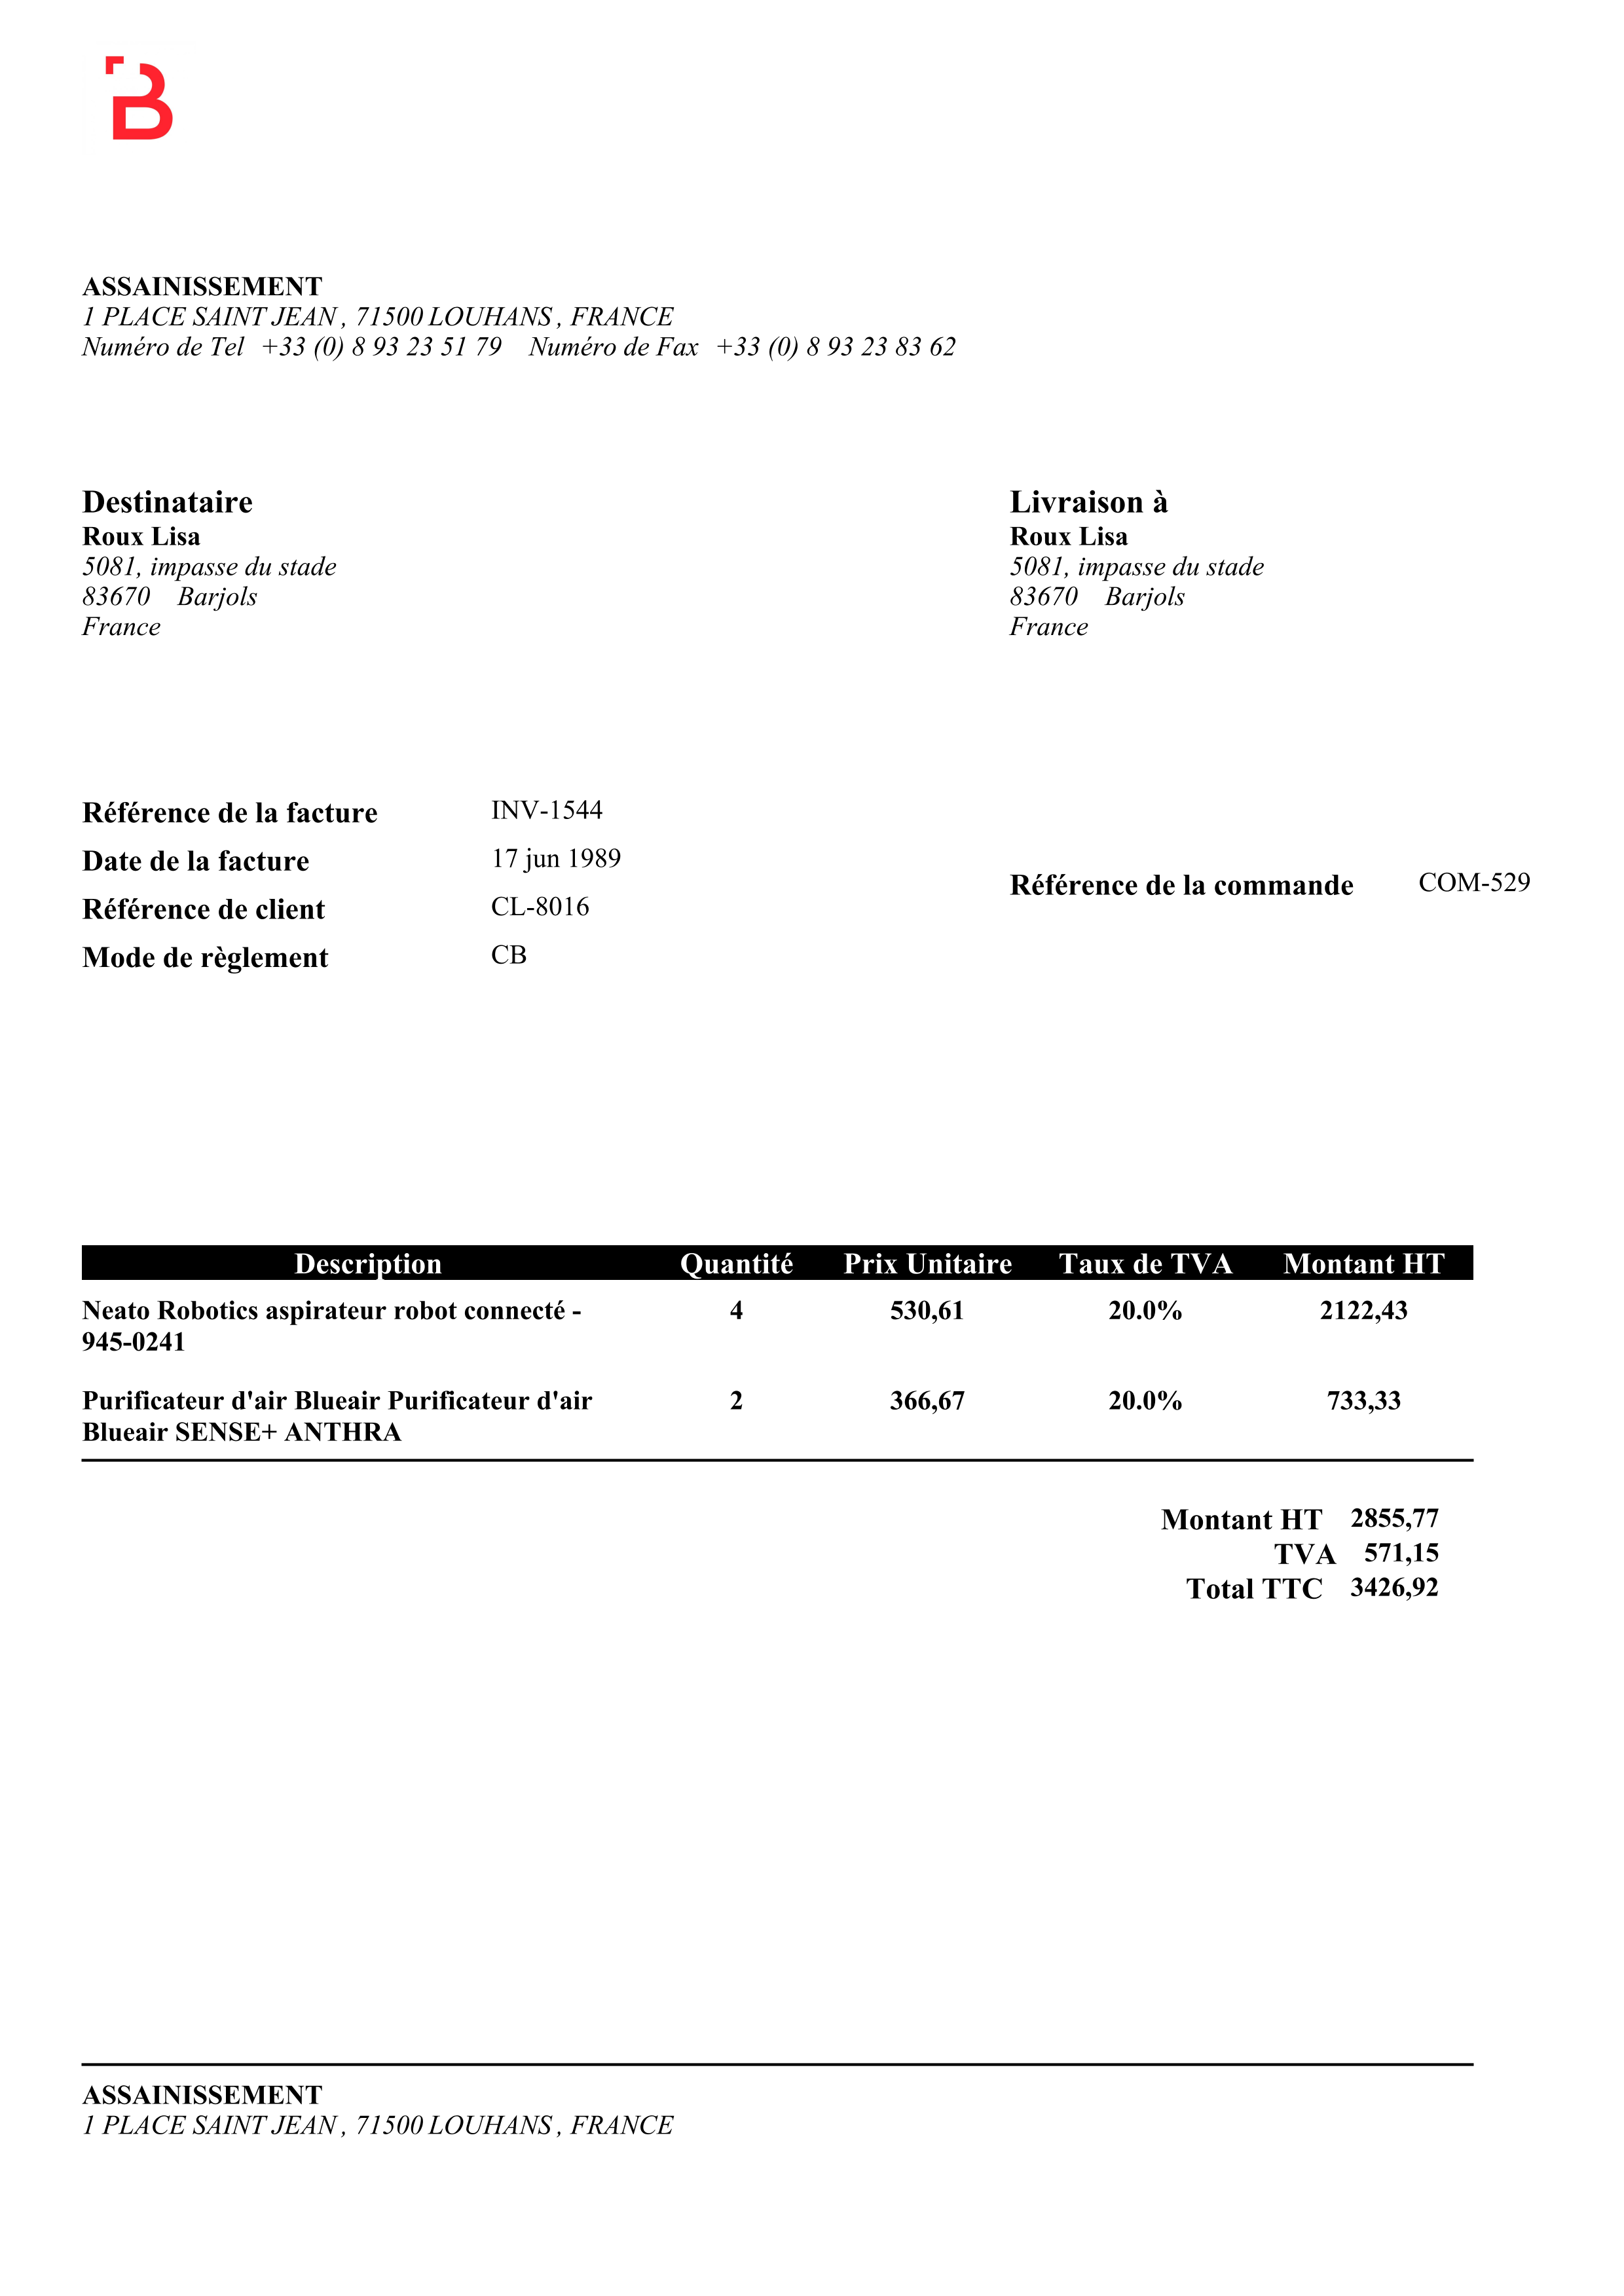 B
ASSAINISSEMENT
1 PLACE SAINT JEAN , 71500 LOUHANS , FRANCE
Numéro de Tel +33 (0) 8 93 23 51 79 Numéro de Fax +33 (0) 8 93 23 83 62
Destinataire
Roux Lisa
5081, impasse du stade
83670 Barjols
France
Livraison à
Roux Lisa
5081, impasse du stade
83670 Barjols
France
Référence de la facture INV-1544
Date de la facture 17 jun 1989
Référence de client CL-8016
Mode de règlement CB
Référence de la commande COM-529
Description Quantité Prix Unitaire Taux de TVA Montant HT
Neato Robotics aspirateur robot connecté - 4 530,61 20.0% 2122,43
945-0241
Purificateur d'air Blueair Purificateur d'air 2 366,67 20.0% 733,33
Blueair SENSE+ ANTHRA
Montant HT 2855,77
TVA 571,15
Total TTC 3426,92
ASSAINISSEMENT
1 PLACE SAINT JEAN , 71500 LOUHANS , FRANCE